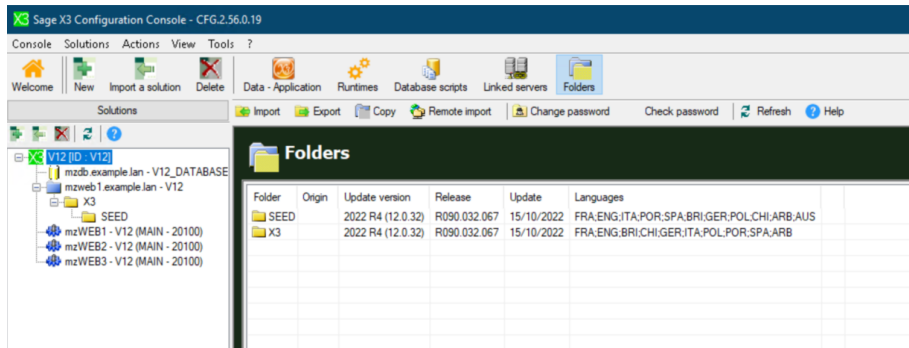 Sage X3 Configuration Console - CFG.2.56.0.19
Console Solutions Actions View Tools ?
Welcome New Import a solution Delete Data - Application Runtimes Database scripts Linked servers Folders
Solutions Import Export Copy Remote import Change password Check password Refresh Help
V12 [ID : V12]
mzdb.example.lan - V12_DATABASE
mzweb1.example.lan - V12
X3
SEED
mzWEB1 - V12 (MAIN - 20100)
mzWEB2 - V12 (MAIN - 20100)
mzWEB3 - V12 (MAIN - 20100)
Folders
Folder Origin Update version Release Update Languages
SEED 2022 R4 (12.0.32) R090.032.067 15/10/2022 FRA;ENG;ITA;POR;SPA;BRI;GER;POL;CHI;ARB;AUS
X3 2022 R4 (12.0.32) R090.032.067 15/10/2022 FRA;ENG;BRI;CHI;GER;ITA;POL;POR;SPA;ARB